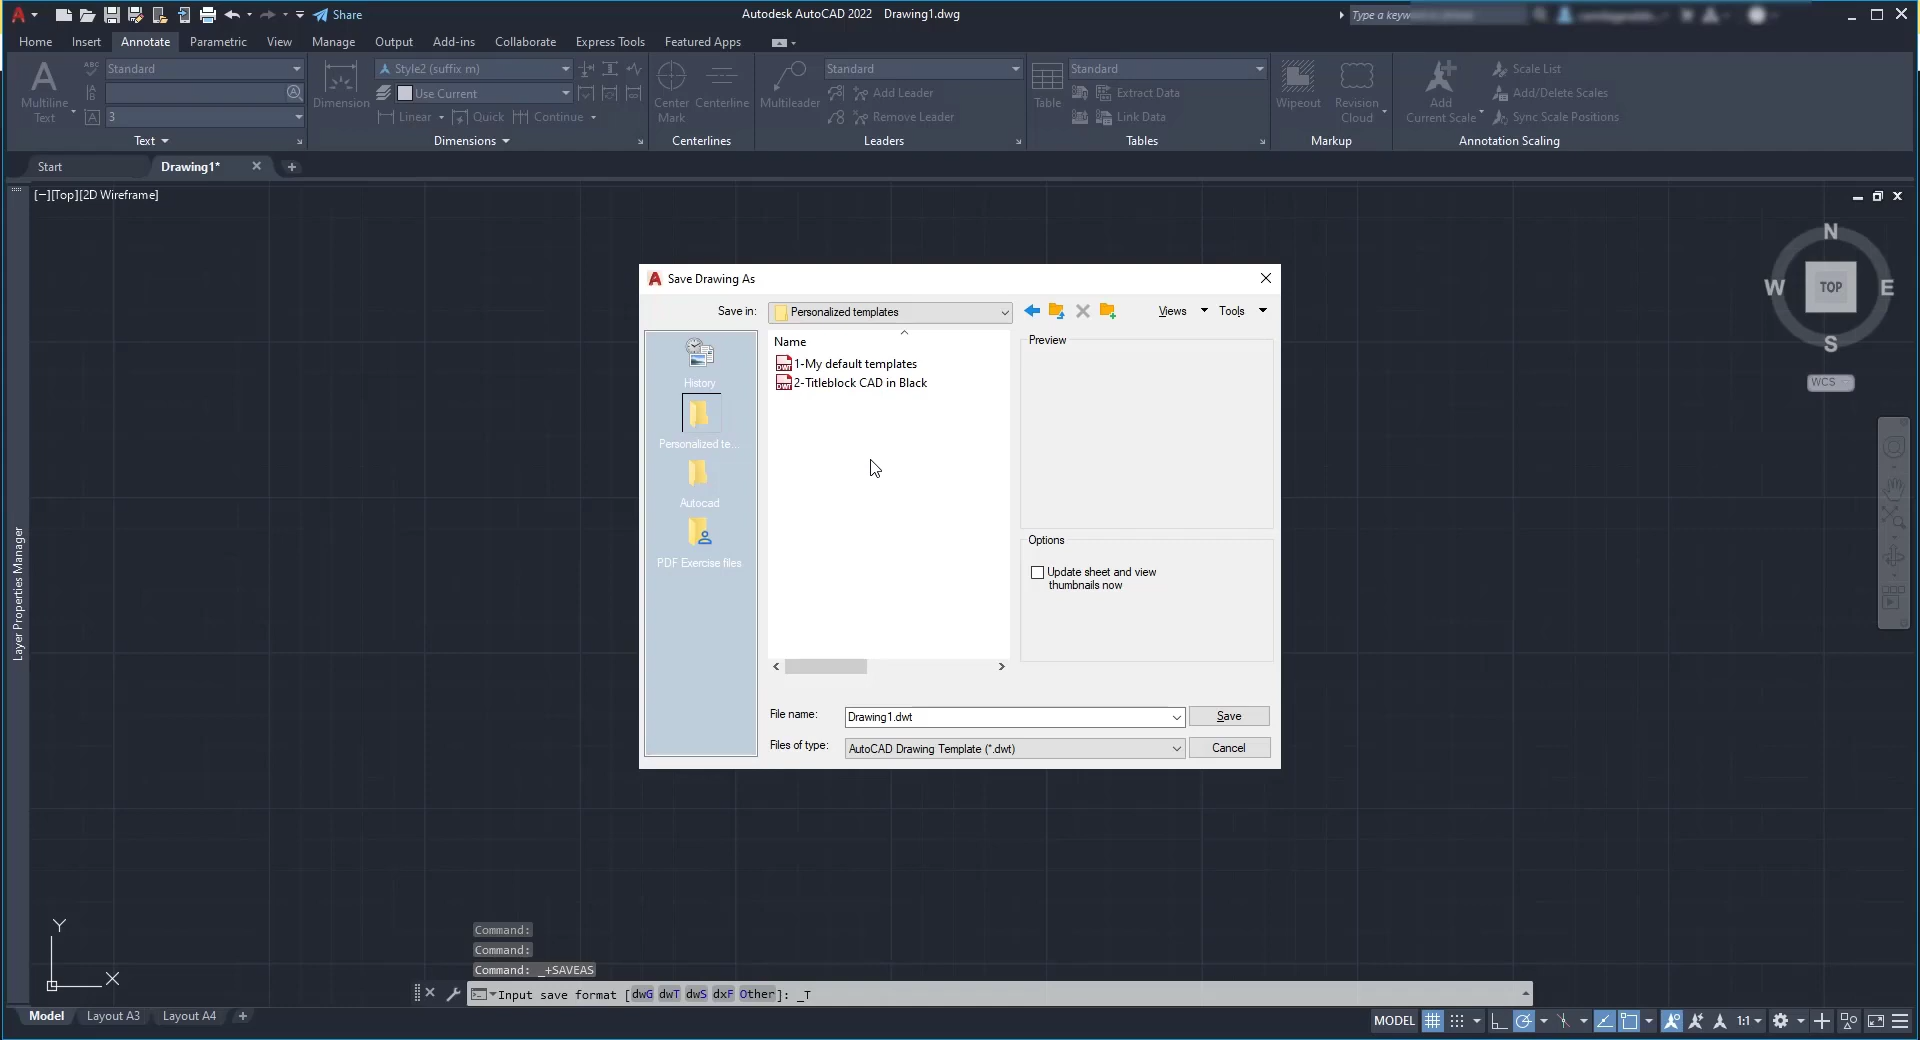 Share
Autodesk AutoCAD 2022 Drawing1.dwg
Home Insert Annotate Parametric View Manage Output Add-ins Collaborate Express Tools Featured Apps
Multiline Text
ABC
Standard
A
B
3
Text
Dimension
Style2 (suffix m)
Use Current
Linear
Quick
Continue
Dimensions
Center Mark
Centerline
Centerlines
Multileader
Standard
Add Leader
Remove Leader
Leaders
Table
Standard
Extract Data
Link Data
Tables
Wipeout
Revision Cloud
Markup
Add Current Scale
Scale List
Add/Delete Scales
Sync Scale Positions
Annotation Scaling
Start
Drawing1*
[−][Top][2D Wireframe]
N
W
TOP
E
S
WCS
Layer Properties Manager
Save Drawing As
Save in:
Personalized templates
Views
Tools
History
Personalized te...
Autocad
PDF Exercise files
Name
1-My default templates
2-Titleblock CAD in Black
Preview
Options
Update sheet and view
thumbnails now
File name:
Drawing1.dwt
Save
Files of type:
AutoCAD Drawing Template (*.dwt)
Cancel
Y
X
Command:
Command:
Command: _+SAVEAS
Input save format [dwG dwT dwS dxF Other]: _T
Model
Layout A3
Layout A4
MODEL
1:1